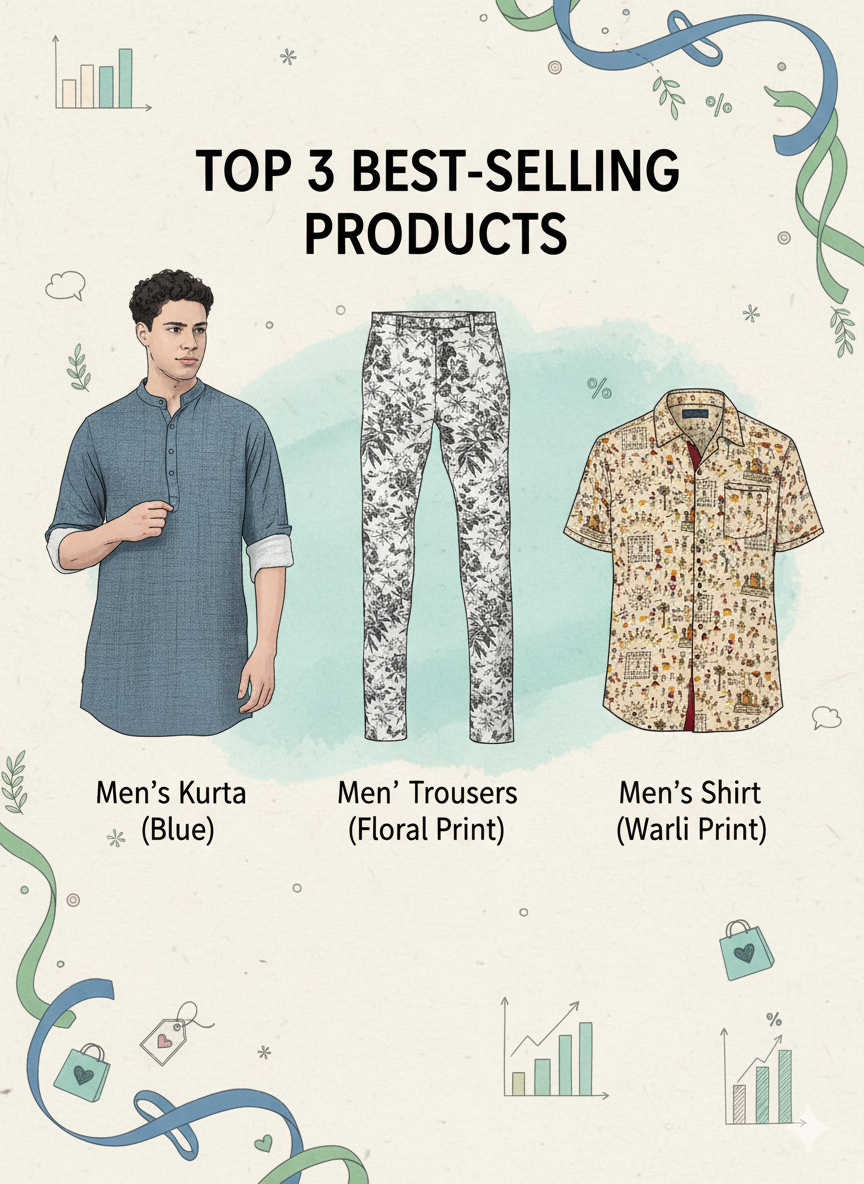 TOP 3 BEST-SELLING
PRODUCTS
Men’s Kurta
(Blue)
Men’ Trousers
(Floral Print)
Men’s Shirt
(Warli Print)
%
%
%